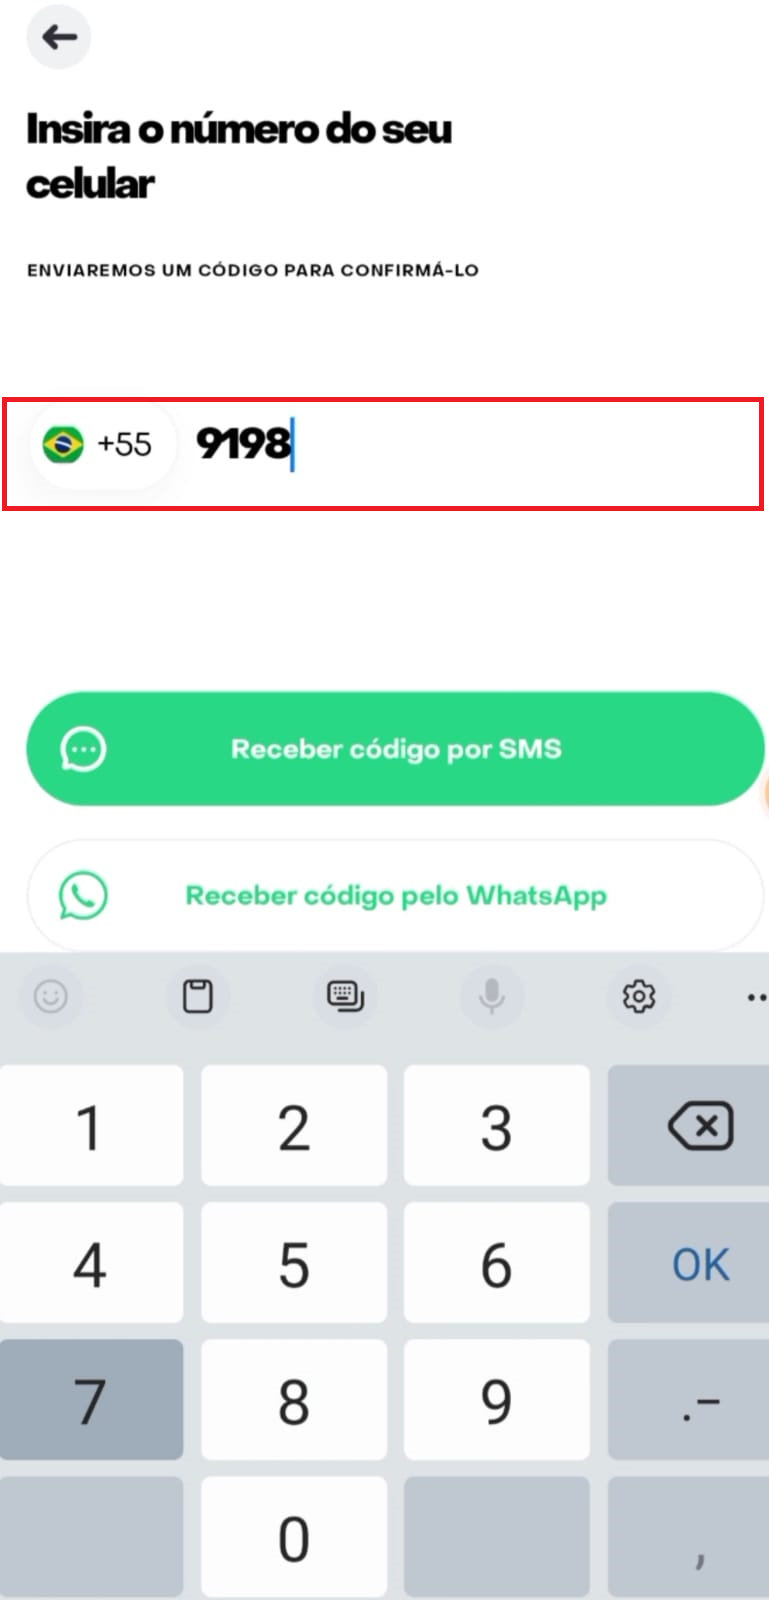 Insira o número do seu
celular
ENVIAREMOS UM CÓDIGO PARA CONFIRMÁ-LO
+55 9198
Receber código por SMS
Receber código pelo WhatsApp
1 2 3
4 5 6 OK
7 8 9 .-
0 ,